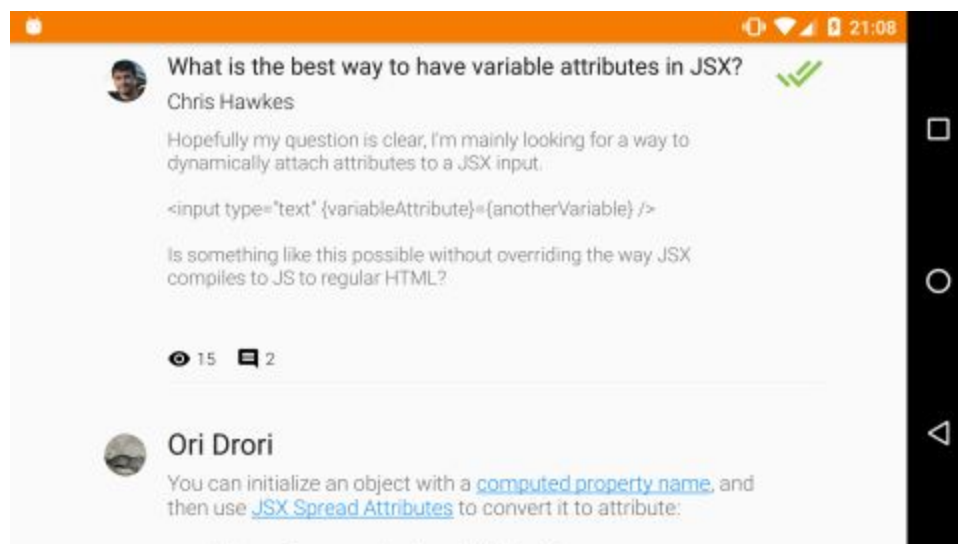 21:08
What is the best way to have variable attributes in JSX?
Chris Hawkes
Hopefully my question is clear, I'm mainly looking for a way to
dynamically attach attributes to a JSX input.
<input type="text" {variableAttribute}={anotherVariable} />
Is something like this possible without overriding the way JSX
compiles to JS to regular HTML?
15 2
Ori Drori
You can initialize an object with a computed property name, and
then use JSX Spread Attributes to convert it to attribute: